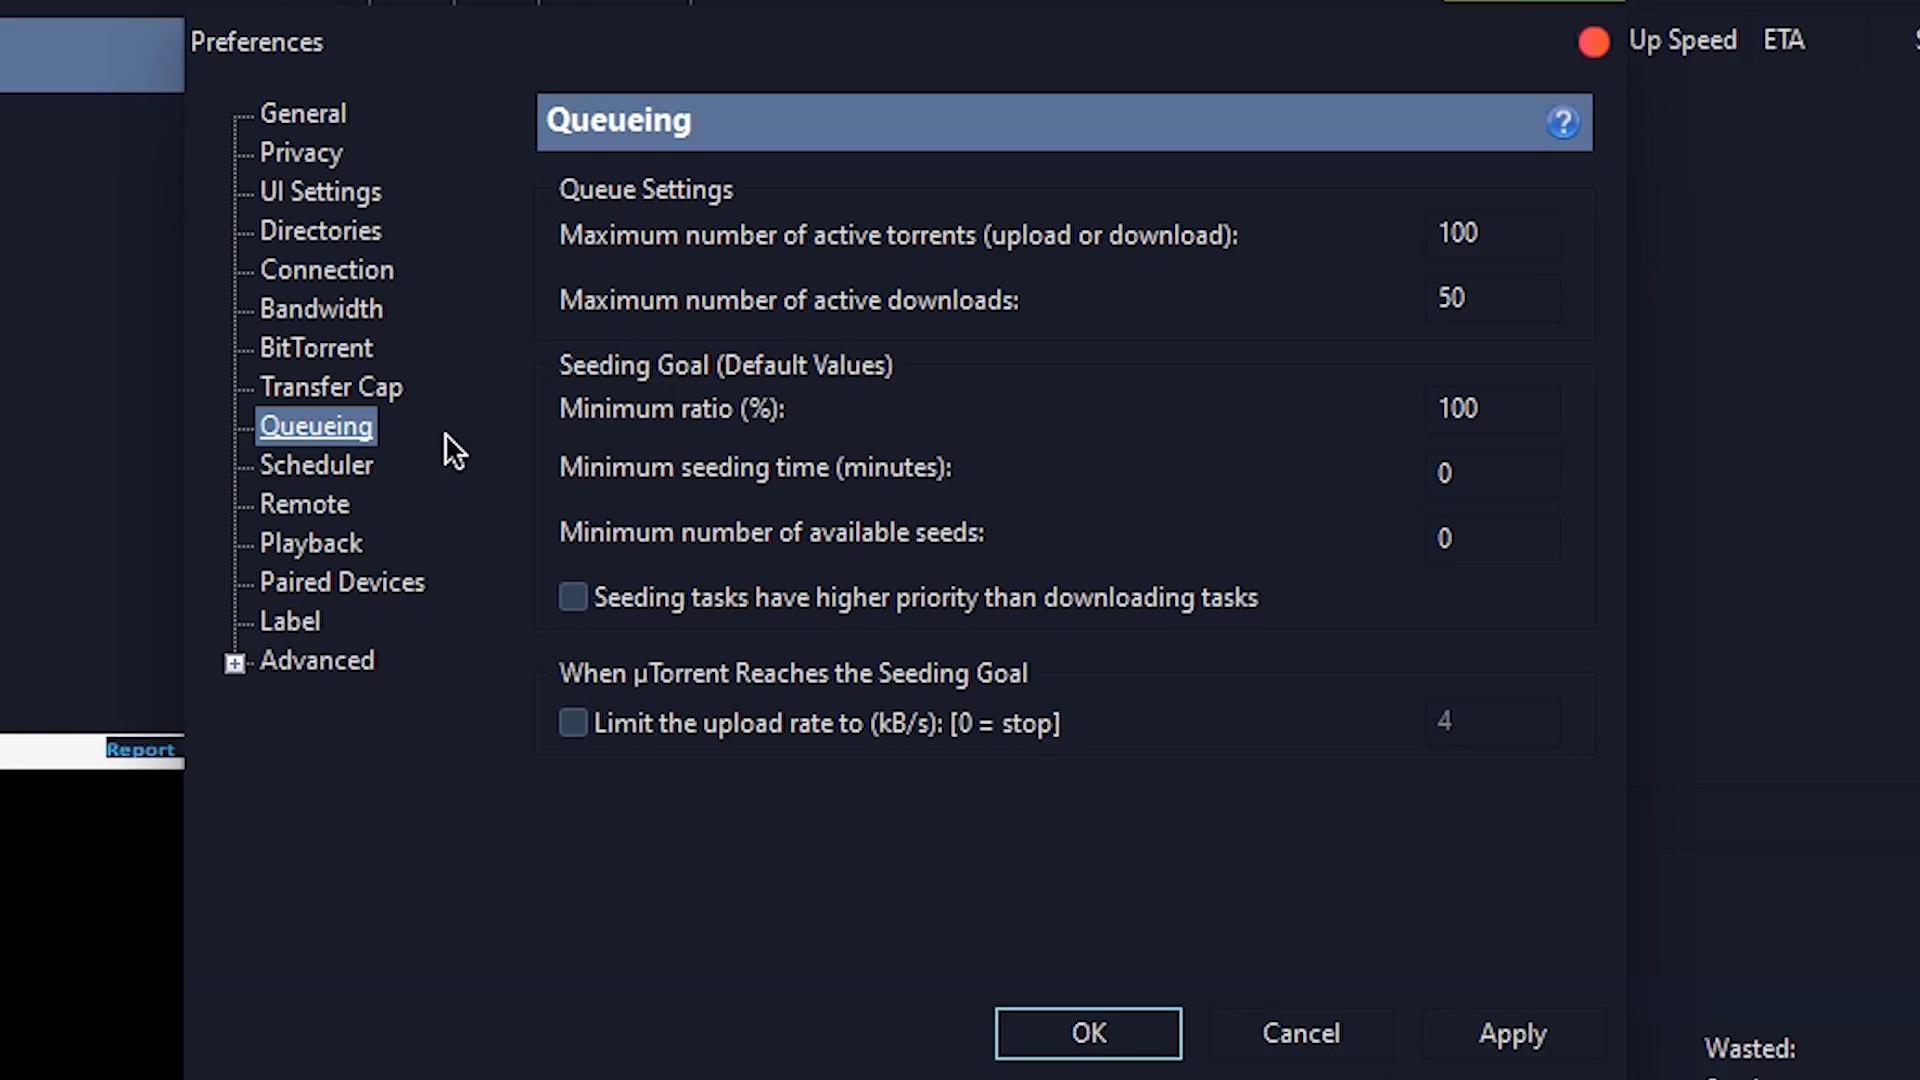 Preferences
Up Speed
ETA
General
Privacy
UI Settings
Directories
Connection
Bandwidth
BitTorrent
Transfer Cap
Queueing
Scheduler
Remote
Playback
Paired Devices
Label
Advanced
Queueing
Queue Settings
Maximum number of active torrents (upload or download): 100
Maximum number of active downloads: 50
Seeding Goal (Default Values)
Minimum ratio (%): 100
Minimum seeding time (minutes): 0
Minimum number of available seeds: 0
Seeding tasks have higher priority than downloading tasks
When µTorrent Reaches the Seeding Goal
Limit the upload rate to (kB/s): [0 = stop] 4
Report
OK
Cancel
Apply
Wasted: